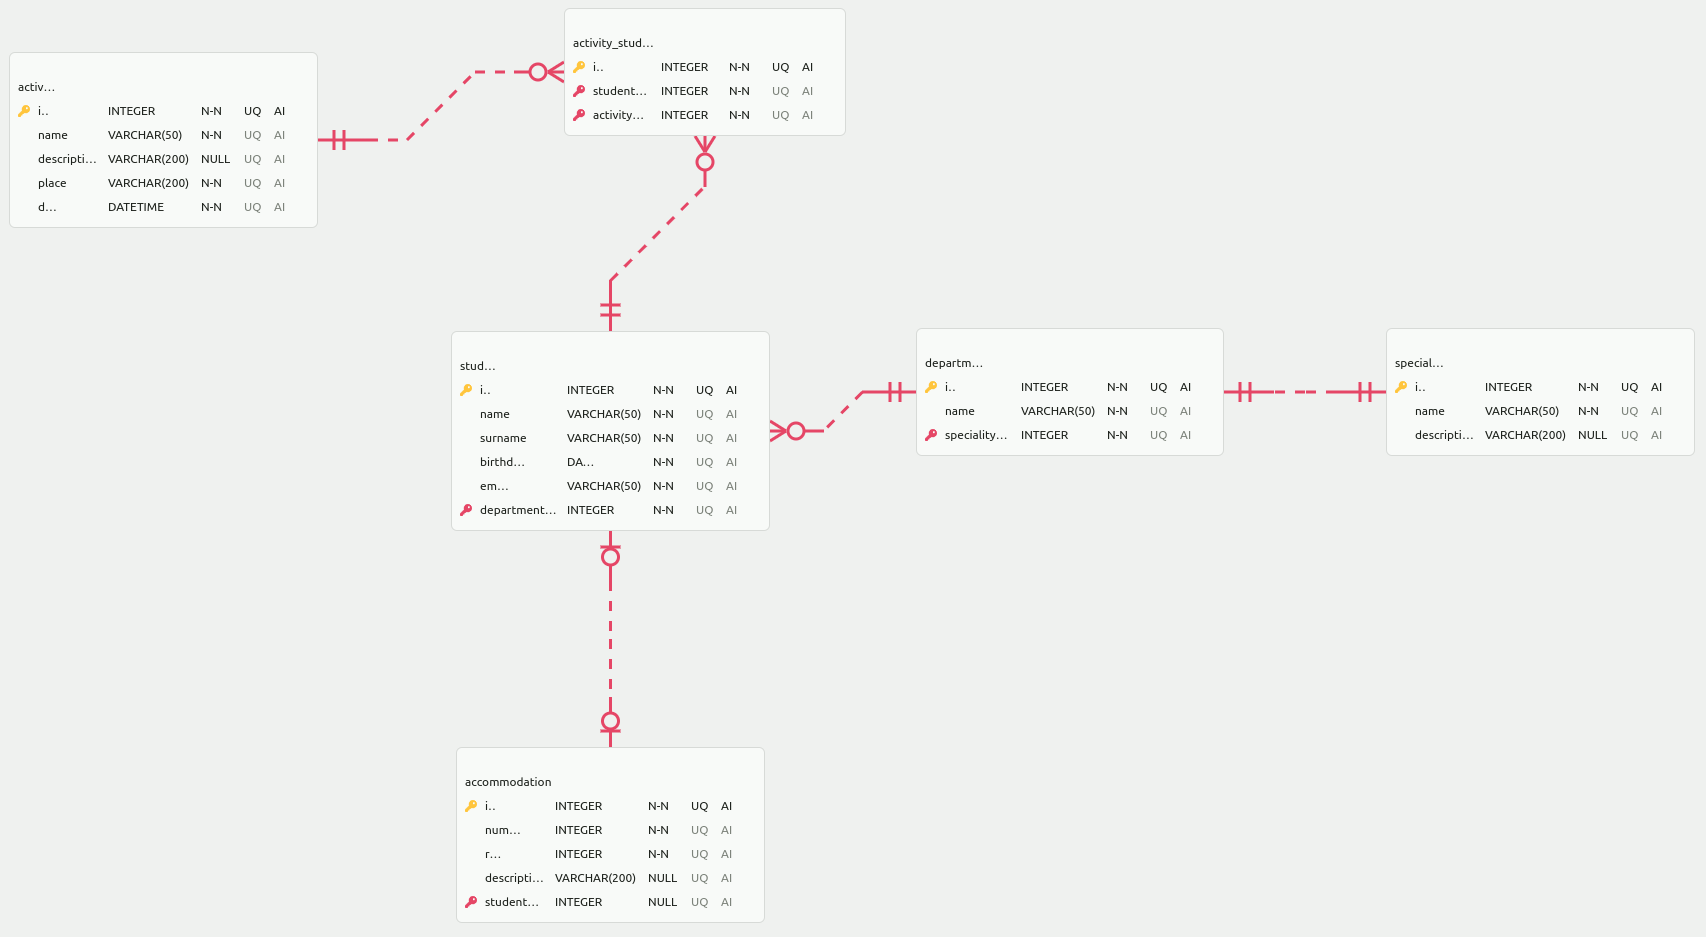 activity_stud...
i.. INTEGER N-N UQ AI
student... INTEGER N-N UQ AI
activity... INTEGER N-N UQ AI
activ...
i.. INTEGER N-N UQ AI
name VARCHAR(50) N-N UQ AI
descripti... VARCHAR(200) NULL UQ AI
place VARCHAR(200) N-N UQ AI
d... DATETIME N-N UQ AI
stud...
i.. INTEGER N-N UQ AI
name VARCHAR(50) N-N UQ AI
surname VARCHAR(50) N-N UQ AI
birthd... DA... N-N UQ AI
em... VARCHAR(50) N-N UQ AI
department... INTEGER N-N UQ AI
departm...
i.. INTEGER N-N UQ AI
name VARCHAR(50) N-N UQ AI
speciality... INTEGER N-N UQ AI
special...
i.. INTEGER N-N UQ AI
name VARCHAR(50) N-N UQ AI
descripti... VARCHAR(200) NULL UQ AI
accommodation
i.. INTEGER N-N UQ AI
num... INTEGER N-N UQ AI
r... INTEGER N-N UQ AI
descripti... VARCHAR(200) NULL UQ AI
student... INTEGER NULL UQ AI